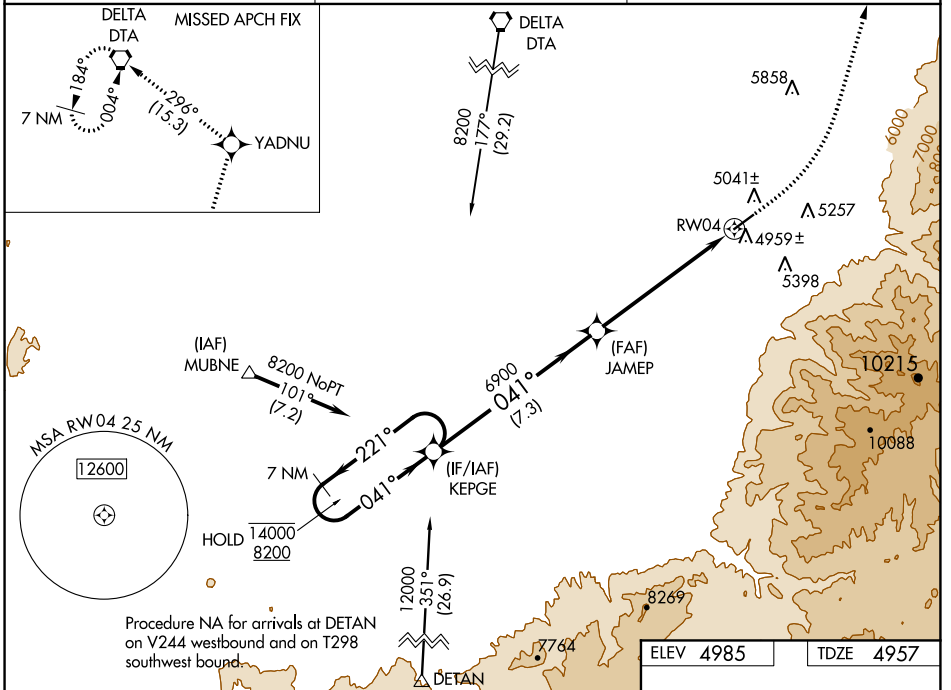 DELTA
DTA
MISSED APCH FIX
184°
004°
7 NM
296°
(15.3)
YADNU
DELTA
DTA
8200
177°
(29.2)
5858
6000
7000
5041±
5257
RW04
4959±
5398
(IAF)
MUBNE
8200 NoPT
101°
(7.2)
(FAF)
JAMEP
6900
041°
(7.3)
10215
10088
MSA RW04 25 NM
12600
221°
041°
7 NM
(IF/IAF)
KEPGE
HOLD
14000
8200
12000
351°
(26.9)
Procedure NA for arrivals at DETAN
on V244 westbound and on T298
southwest bound.
8269
7764
DETAN
ELEV 4985
TDZE 4957